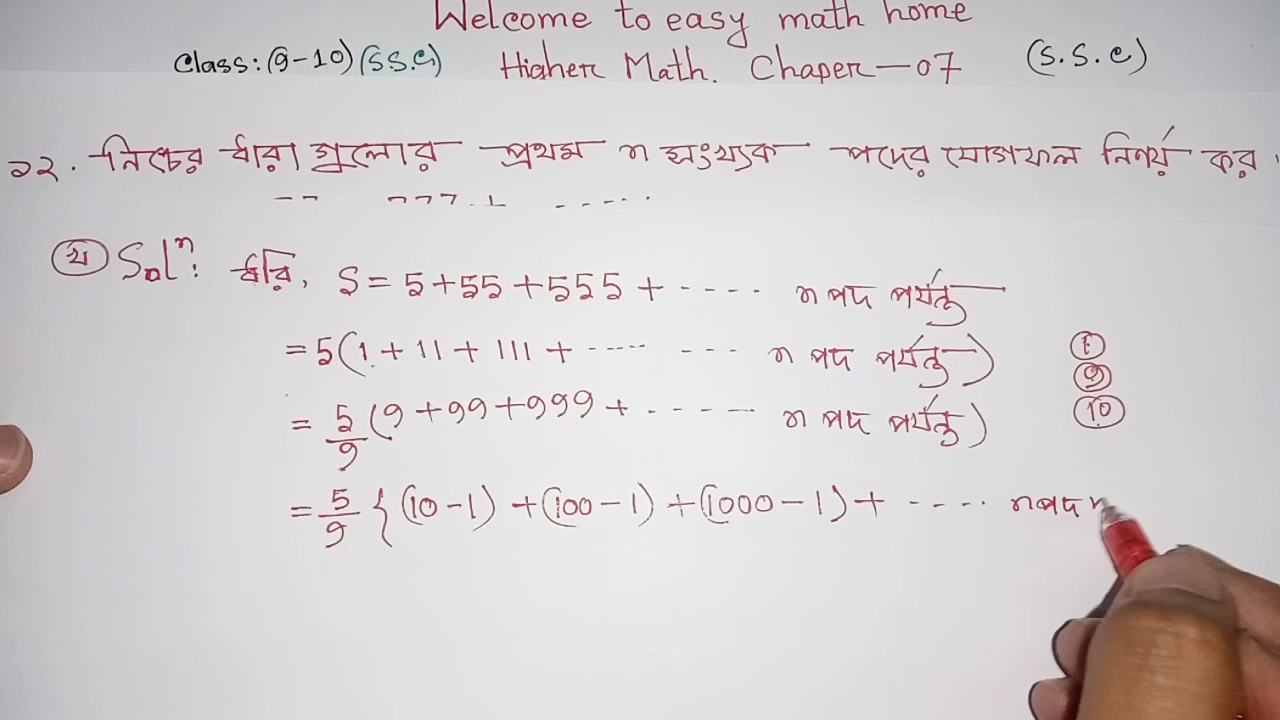 Welcome to easy math home
Class:(9-10)(S.S.C) Higher Math. Chaper-07 (S.S.C)
১২. নিচের ধারা গুলোর প্রথম n সংখ্যক পদের যোগফল নির্ণয় কর।
খ Solⁿ: ধরি, S = 5 + 55 + 555 + ---- n পদ পর্যন্ত
= 5(1 + 11 + 111 + ---- --- n পদ পর্যন্ত) 1
= 5/9 (9 + 99 + 999 + ----- n পদ পর্যন্ত) 9
10
= 5/9 {(10-1) + (100-1) + (1000-1) + ---- n পদ